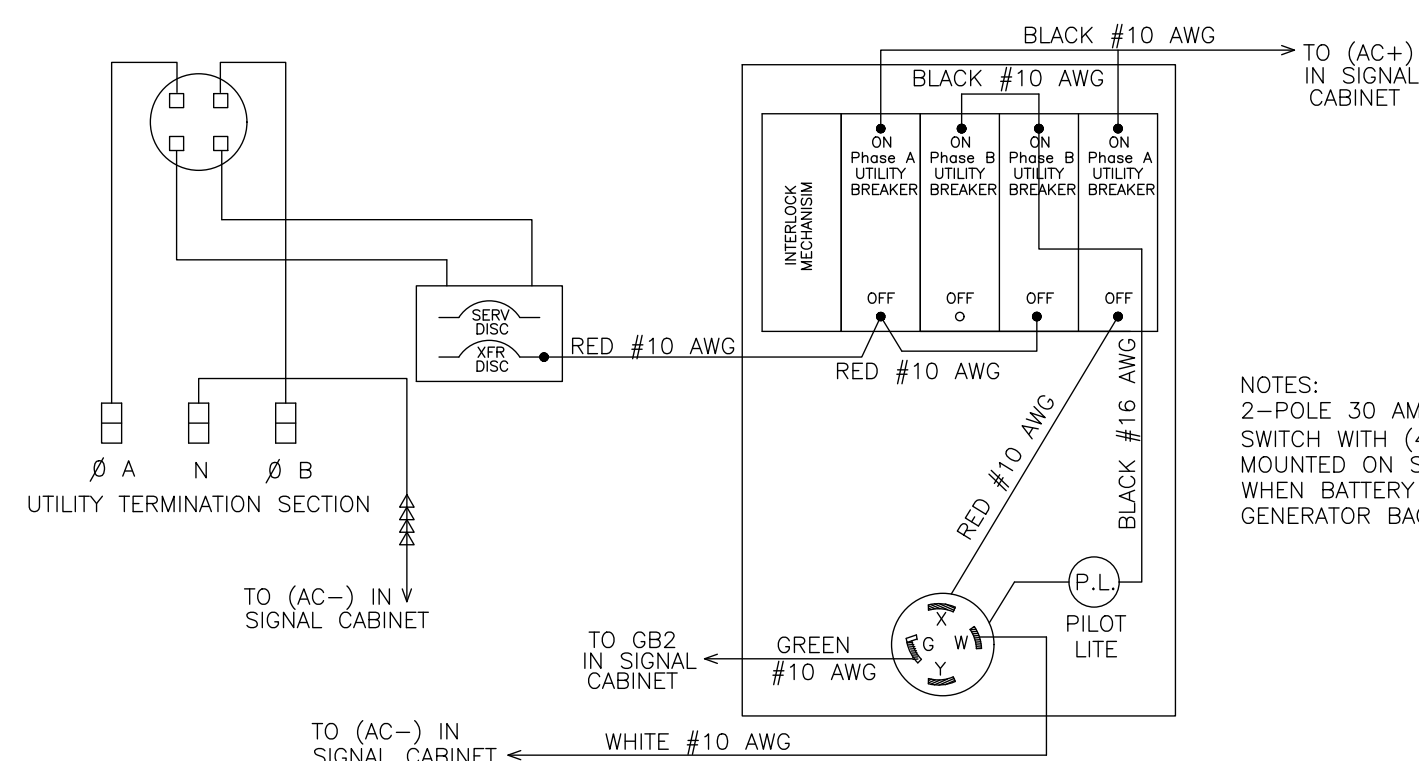 BLACK #10 AWG
TO (AC+)
IN SIGNAL
CABINET
BLACK #10 AWG
INTERLOCK
MECHANISIM
ON
Phase A
UTILITY
BREAKER
OFF
ON
Phase B
UTILITY
BREAKER
OFF
ON
Phase B
UTILITY
BREAKER
OFF
ON
Phase A
UTILITY
BREAKER
OFF
SERV
DISC
XFR
DISC
RED #10 AWG
RED #10 AWG
RED #10 AWG
BLACK #16 AWG
NOTES:
2-POLE 30 AM
SWITCH WITH (4
MOUNTED ON S
WHEN BATTERY
GENERATOR BAC
Ø A
N
Ø B
UTILITY TERMINATION SECTION
TO (AC-) IN
SIGNAL CABINET
P.L.
PILOT
LITE
X
G
W
Y
TO GB2
IN SIGNAL
CABINET
GREEN
#10 AWG
TO (AC-) IN
SIGNAL CABINET
WHITE #10 AWG